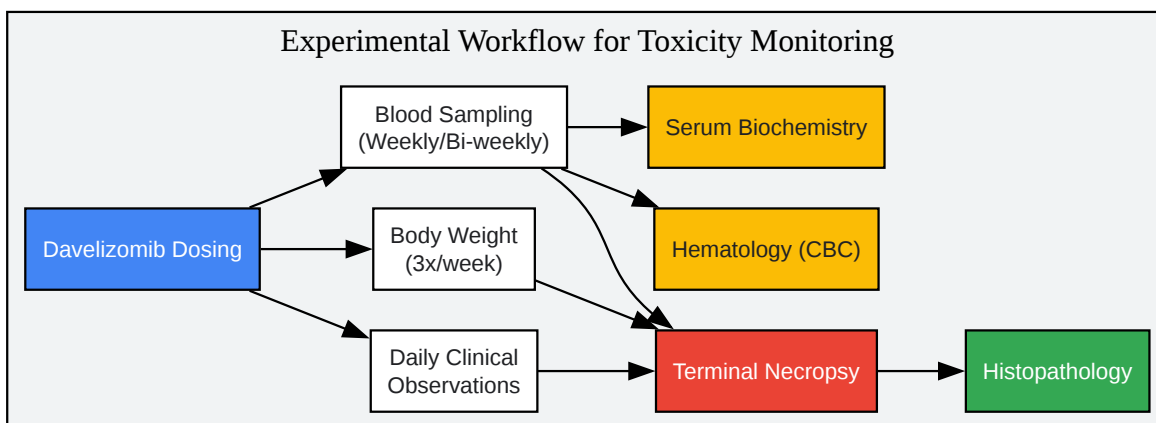 Experimental Workflow for Toxicity Monitoring
Blood Sampling
(Weekly/Bi-weekly)
Serum Biochemistry
Davelizomib Dosing
Body Weight
(3x/week)
Hematology (CBC)
Daily Clinical
Observations
Terminal Necropsy
Histopathology